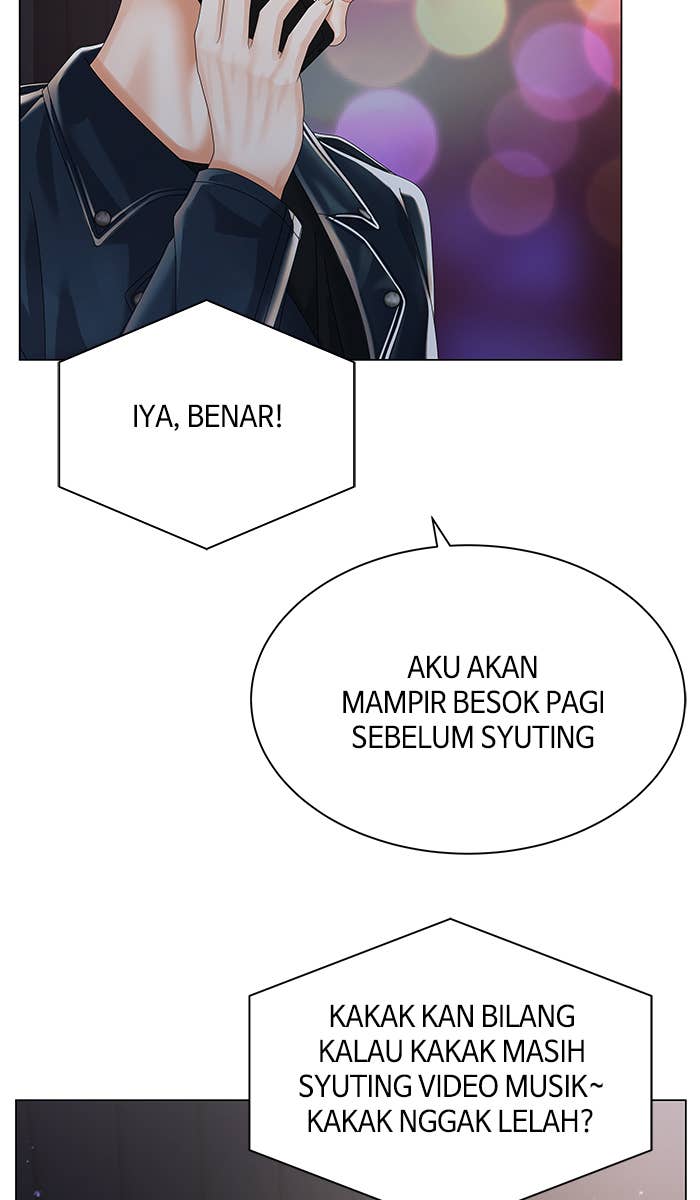 IYA, BENAR!
AKU AKAN
MAMPIR BESOK PAGI
SEBELUM SYUTING
KAKAK KAN BILANG
KALAU KAKAK MASIH
SYUTING VIDEO MUSIK~
KAKAK NGGAK LELAH?